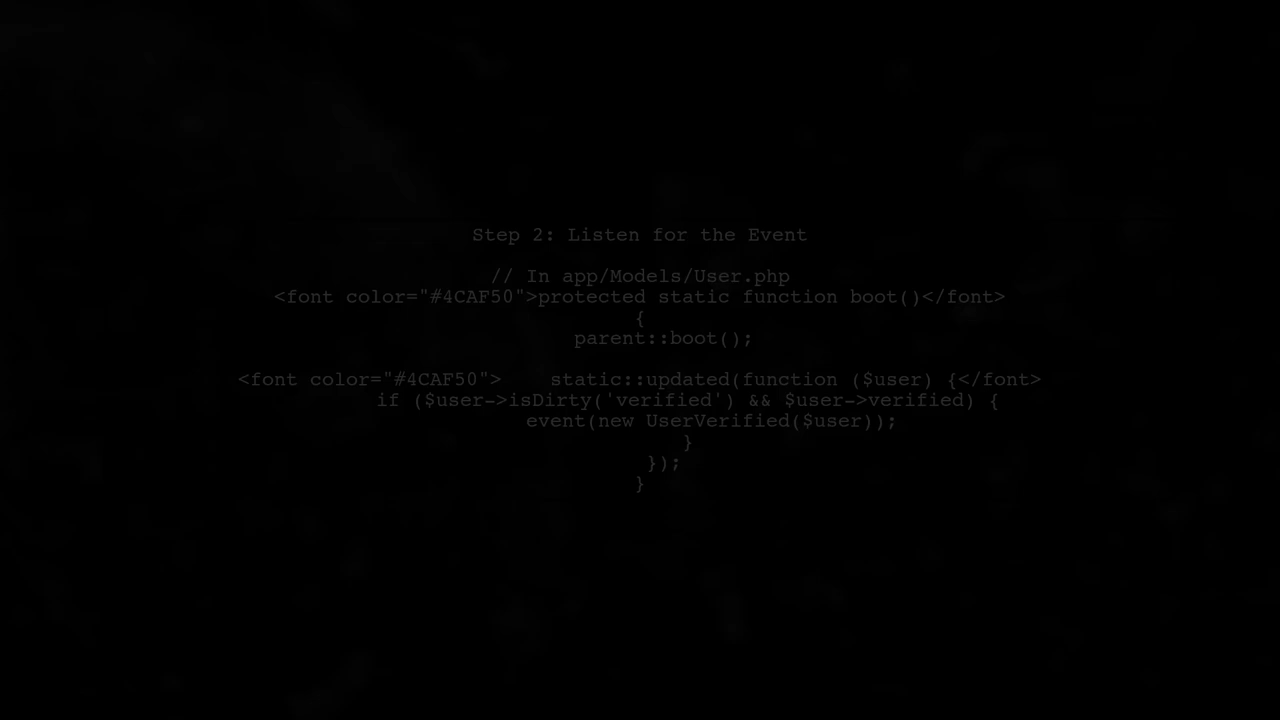 Step 2: Listen for the Event
// In app/Models/User.php
<font color="#4CAF50">protected static function boot()</font>
{
parent::boot();
<font color="#4CAF50">    static::updated(function ($user) {</font>
if ($user->isDirty('verified') && $user->verified) {
event(new UserVerified($user));
}
});
}